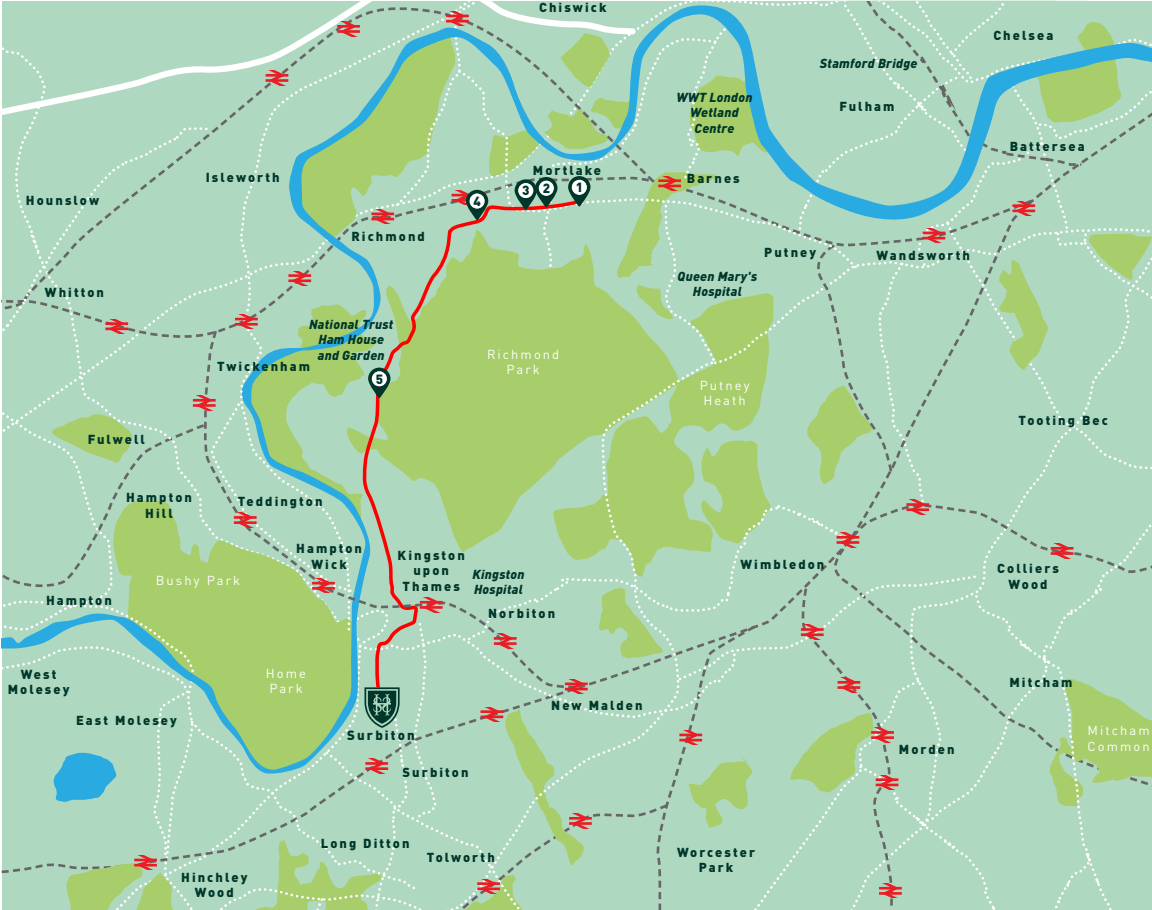 Chiswick
Chelsea
Stamford Bridge
Fulham
WWT London
Wetland
Centre
Battersea
Mortlake
Barnes
Isleworth
Hounslow
1
2
3
4
Richmond
Putney
Wandsworth
Queen Mary's
Hospital
Whitton
National Trust
Ham House
and Garden
Richmond
Park
Twickenham
5
Putney
Heath
Tooting Bec
Fulwell
Hampton
Hill
Teddington
Hampton
Wick
Kingston
upon
Thames
Kingston
Hospital
Wimbledon
Colliers
Wood
Bushy Park
Hampton
Norbiton
West
Molesey
Home
Park
Mitcham
New Malden
East Molesey
Surbiton
Mitcham
Common
Morden
Surbiton
Long Ditton
Tolworth
Worcester
Park
Hinchley
Wood